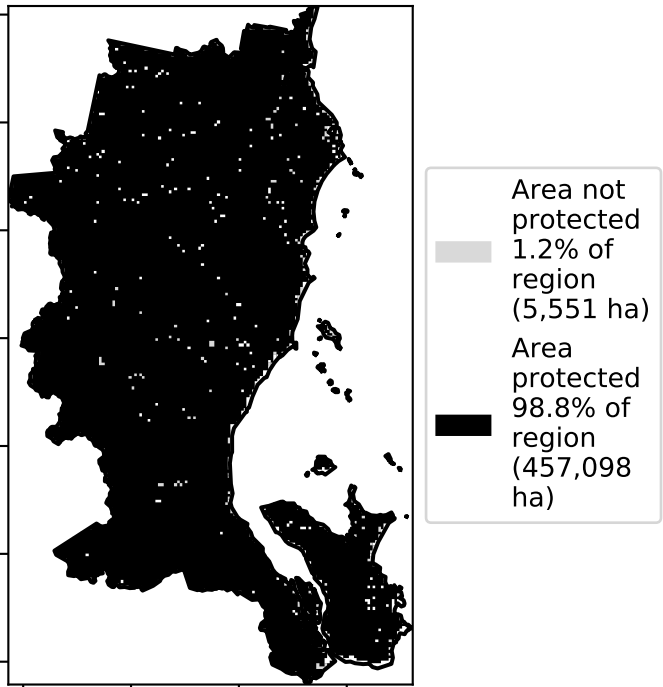 Area not
protected
1.2% of
region
(5,551 ha)
Area
protected
98.8% of
region
(457,098
ha)